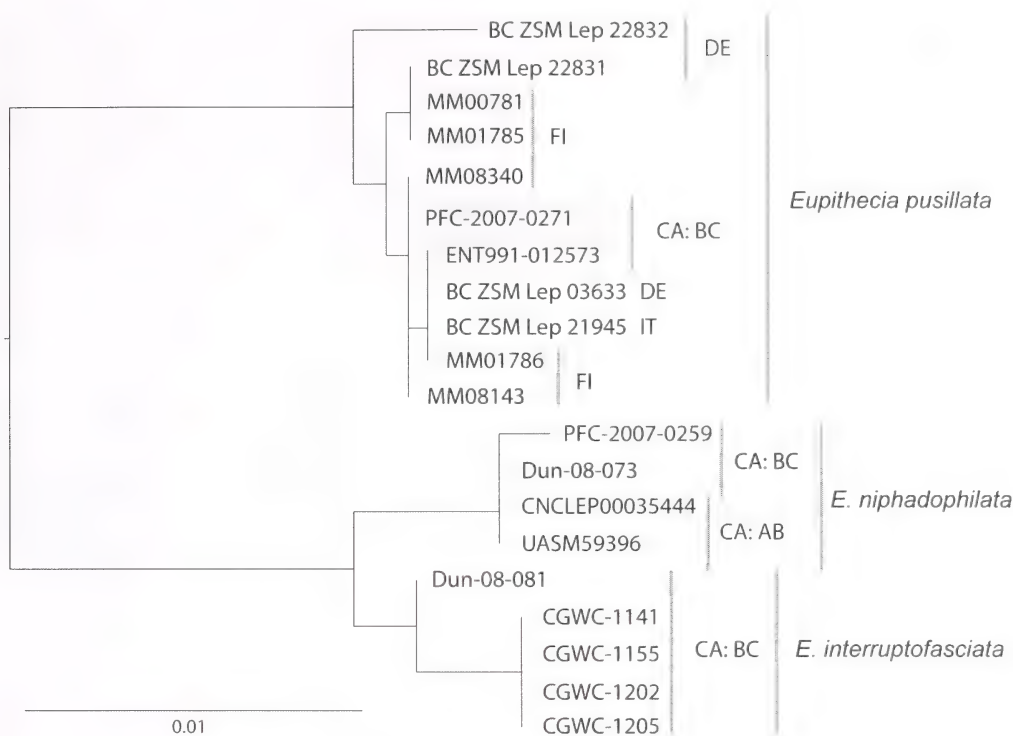 BC ZSM Lep 22832
DE
BC ZSM Lep 22831
MM00781
MM01785
FI
MM08340
Eupithecia pusillata
PFC-2007-0271
CA: BC
ENT991-012573
BC ZSM Lep 03633 DE
BC ZSM Lep 21945 IT
MM01786
FI
MM08143
PFC-2007-0259
CA: BC
Dun-08-073
E. niphadophilata
CNCLEP00035444
CA: AB
UASM59396
Dun-08-081
CGWC-1141
CGWC-1155
CA: BC
E. interruptofasciata
CGWC-1202
CGWC-1205
0.01